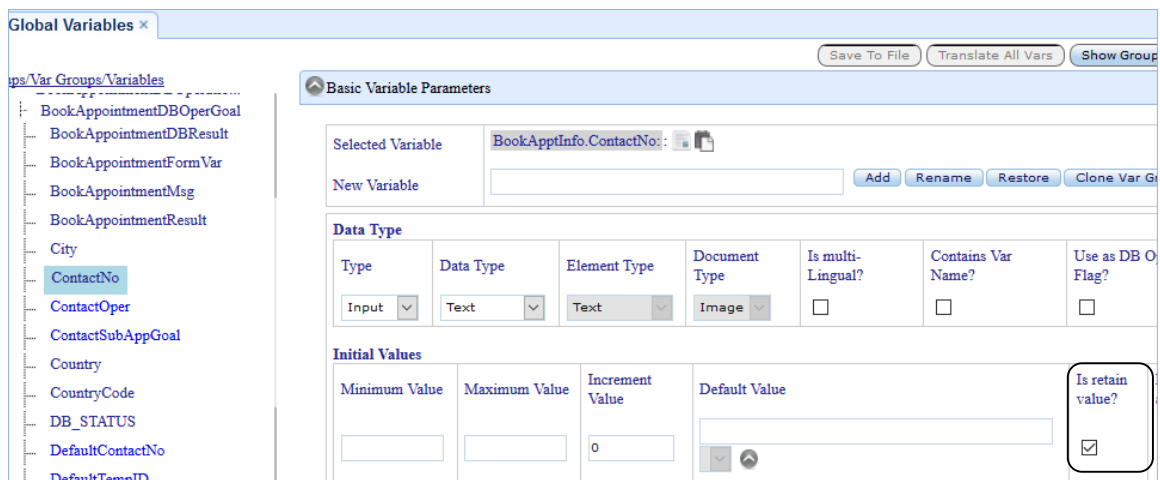 Global Variables ×
Save To File Translate All Vars Show Group
ups/Var Groups/Variables
BookAppointmentDBOperGoal
BookAppointmentDBResult
BookAppointmentFormVar
BookAppointmentMsg
BookAppointmentResult
City
ContactNo
ContactOper
ContactSubAppGoal
Country
CountryCode
DB_STATUS
DefaultContactNo
DefaultTempID
Basic Variable Parameters
Selected Variable BookApptInfo.ContactNo: :
New Variable Add Rename Restore Clone Var Gr
Data Type
Type Data Type Element Type Document Type Is multi-Lingual? Contains Var Name? Use as DB Op Flag?
Input Text Text Image
Initial Values
Minimum Value Maximum Value Increment Value Default Value Is retain value?
0